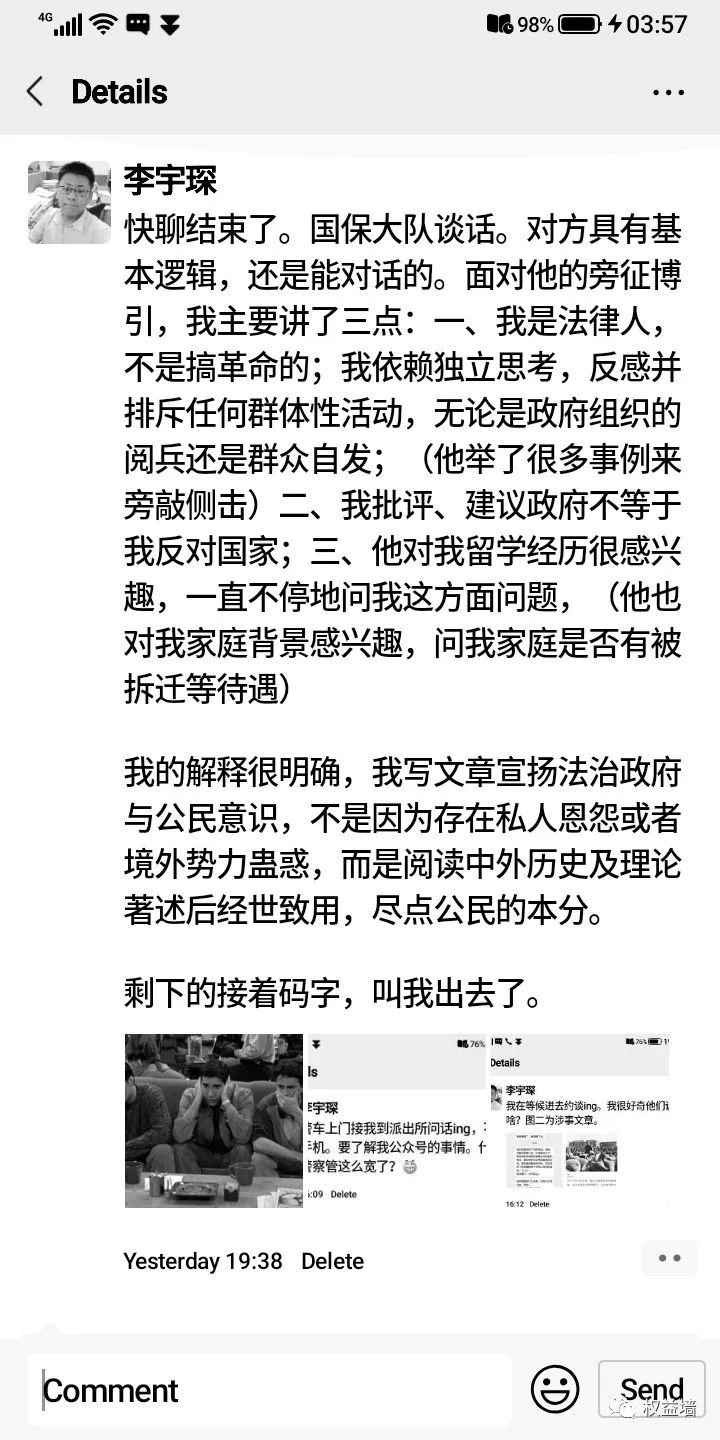 4G 98% 03:57
Details
李宇琛
快聊结束了。国保大队谈话。对方具有基
本逻辑，还是能对话的。面对他的旁征博
引，我主要讲了三点：一、我是法律人，
不是搞革命的；我依赖独立思考，反感并
排斥任何群体性活动，无论是政府组织的
阅兵还是群众自发；（他举了很多事例来
旁敲侧击）二、我批评、建议政府不等于
我反对国家；三、他对我留学经历很感兴
趣，一直不停地问我这方面问题，（他也
对我家庭背景感兴趣，问我家庭是否有被
拆迁等待遇）
我的解释很明确，我写文章宣扬法治政府
与公民意识，不是因为存在私人恩怨或者
境外势力蛊惑，而是阅读中外历史及理论
著述后经世致用，尽点公民的本分。
剩下的接着码字，叫我出去了。
76%
ls
宇琛
车上门接我到派出所问话ing，
手机。要了解我公众号的事情。什
警察管这么宽了？
:09 Delete
76%
Details
李宇琛
我在等候进去约谈ing。我很好奇他们
啥？图二为涉事文章。
16:12 Delete
Yesterday 19:38 Delete
Comment
Send
权益墙